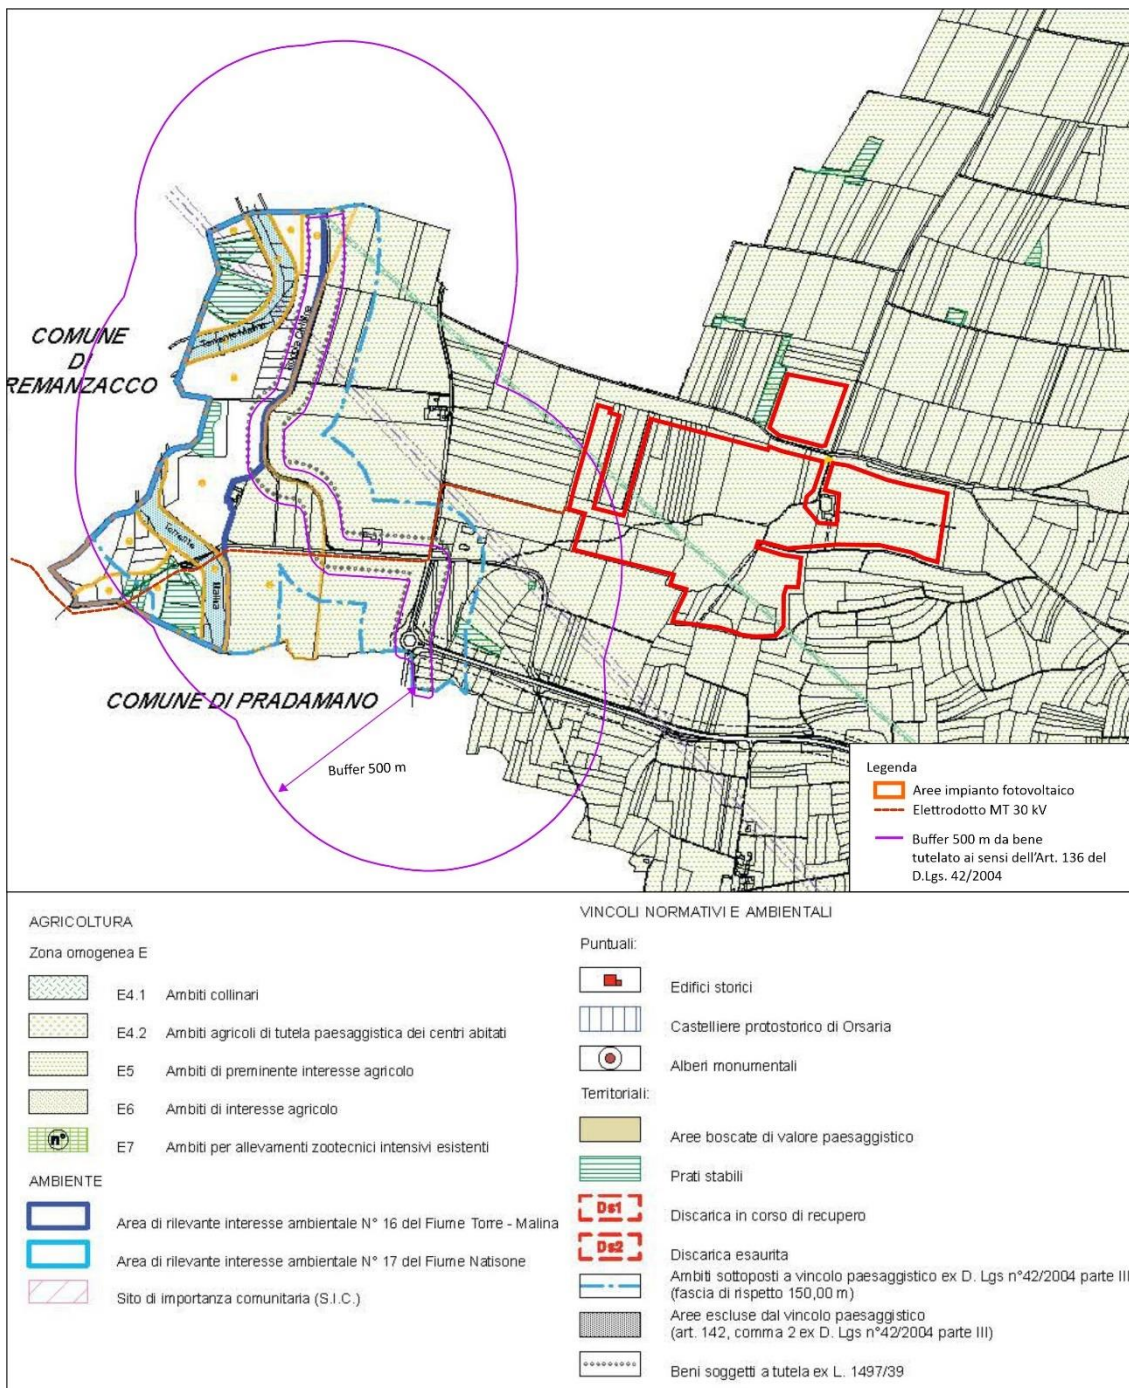 COMUNE
DI
REMANZACCO
Torrente Malina
Torrente
Malina
COMUNE DI PRADAMANO
Buffer 500 m
Legenda
Aree impianto fotovoltaico
Elettrodotto MT 30 kV
Buffer 500 m da bene
tutelato ai sensi dell'Art. 136 del
D.Lgs. 42/2004
AGRICOLTURA
Zona omogenea E
E4.1 Ambiti collinari
E4.2 Ambiti agricoli di tutela paesaggistica dei centri abitati
E5 Ambiti di preminente interesse agricolo
E6 Ambiti di interesse agricolo
n° E7 Ambiti per allevamenti zootecnici intensivi esistenti
AMBIENTE
Area di rilevante interesse ambientale N° 16 del Fiume Torre - Malina
Area di rilevante interesse ambientale N° 17 del Fiume Natisone
Sito di importanza comunitaria (S.I.C.)
VINCOLI NORMATIVI E AMBIENTALI
Puntuali:
Edifici storici
Castelliere protostorico di Orsaria
Alberi monumentali
Territoriali:
Aree boscate di valore paesaggistico
Prati stabili
Ds1 Discarica in corso di recupero
Ds2 Discarica esaurita
Ambiti sottoposti a vincolo paesaggistico ex D. Lgs n°42/2004 parte III
(fascia di rispetto 150,00 m)
Aree escluse dal vincolo paesaggistico
(art. 142, comma 2 ex D. Lgs n°42/2004 parte III)
Beni soggetti a tutela ex L. 1497/39